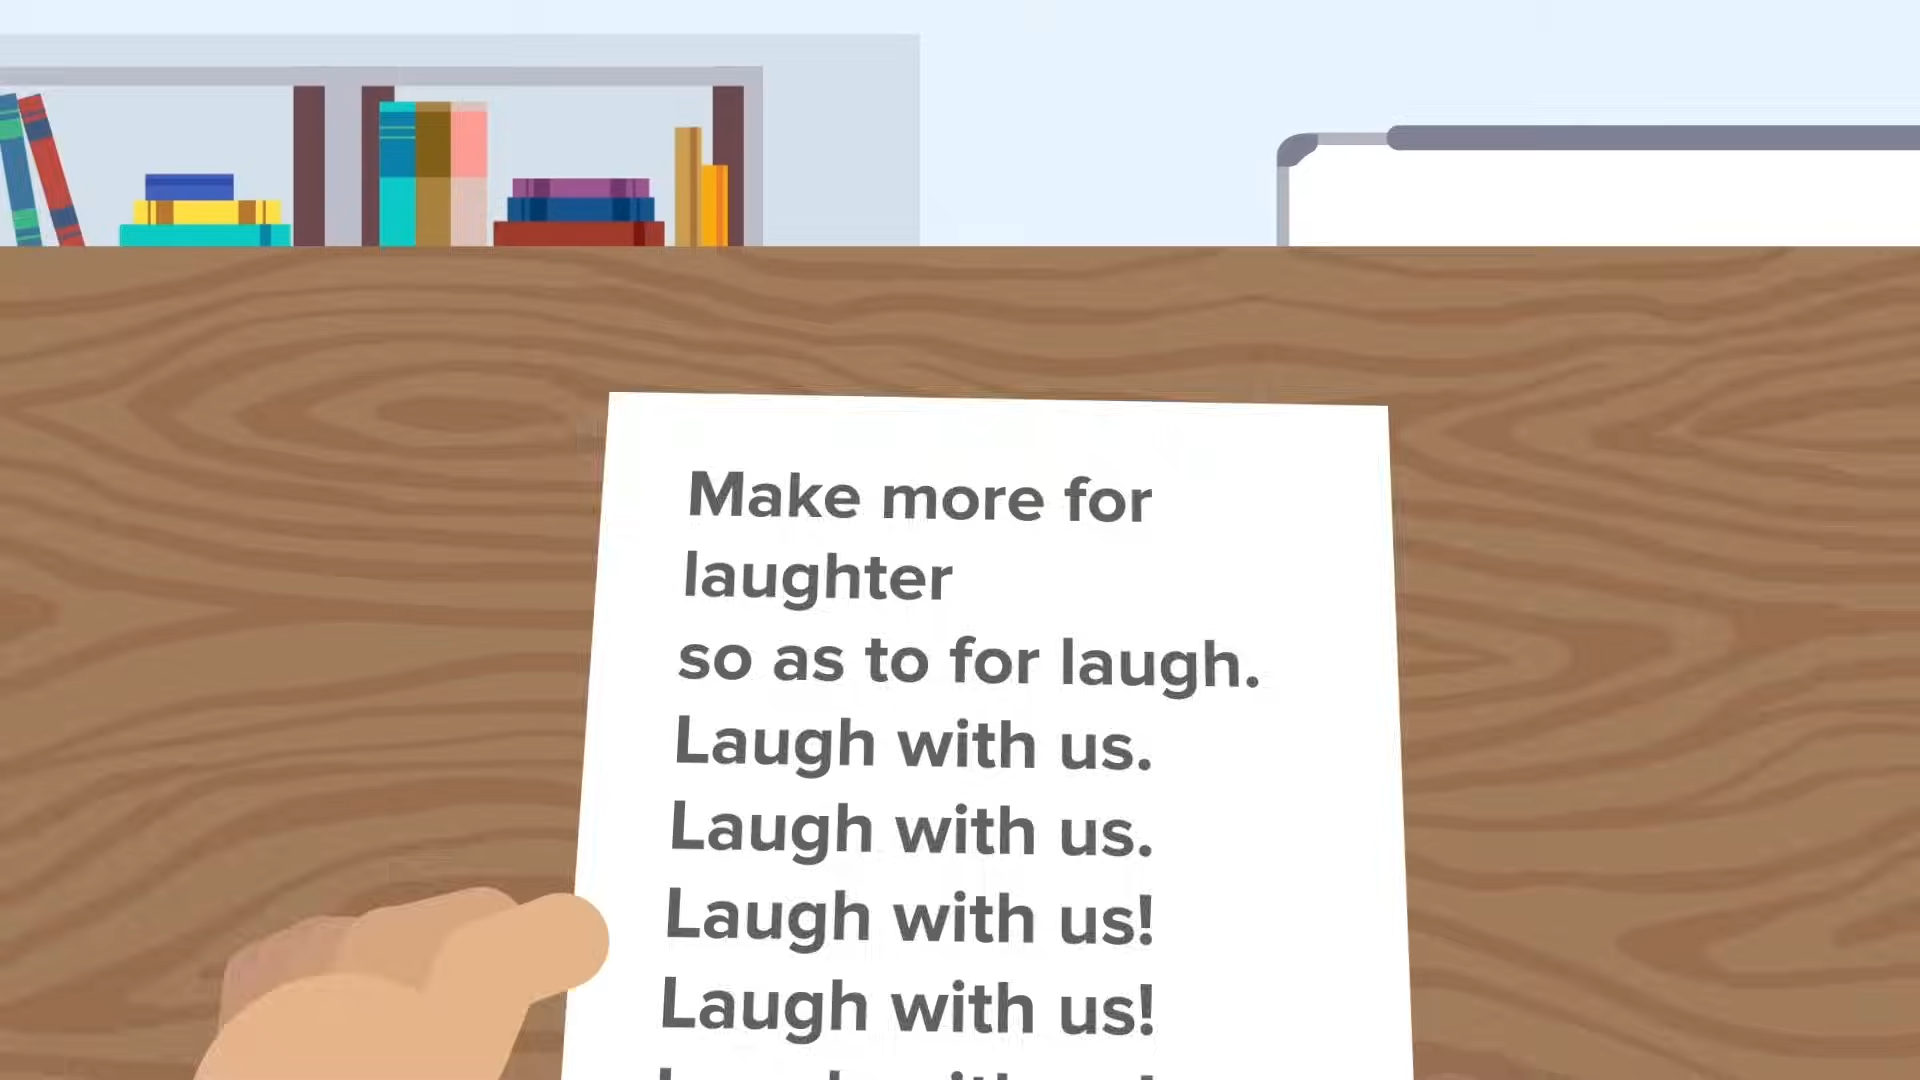 Make more for
laughter
so as to for laugh.
Laugh with us.
Laugh with us.
Laugh with us!
Laugh with us!